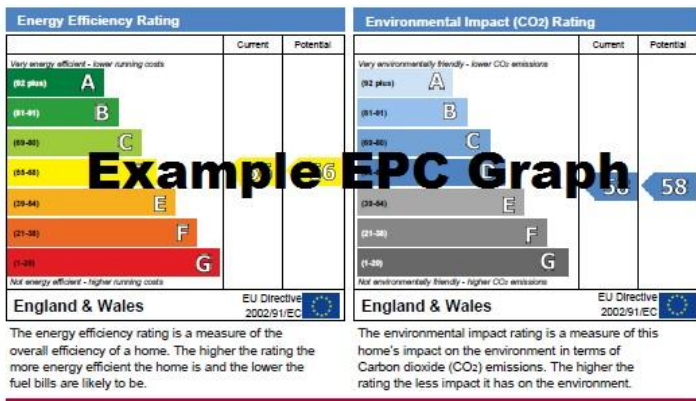 Energy Efficiency Rating
Current Potential
Very energy efficient - lower running costs
(92 plus) A
(81-91) B
(69-80) C
(55-68)
(39-54) E
(21-38) F
(1-20) G
Not energy efficient - higher running costs
England & Wales
EU Directive
2002/91/EC
The energy efficiency rating is a measure of the
overall efficiency of a home. The higher the rating the
more energy efficient the home is and the lower the
fuel bills are likely to be.
Environmental Impact (CO2) Rating
Current Potential
Very environmentally friendly - lower CO2 emissions
(92 plus) A
(81-91) B
(69-80) C
(39-54) E
(21-38) F
(1-20) G
58
Not environmentally friendly - higher CO2 emissions
England & Wales
EU Directive
2002/91/EC
The environmental impact rating is a measure of this
home's impact on the environment in terms of
Carbon dioxide (CO2) emissions. The higher the
rating the less impact it has on the environment.
Example EPC Graph